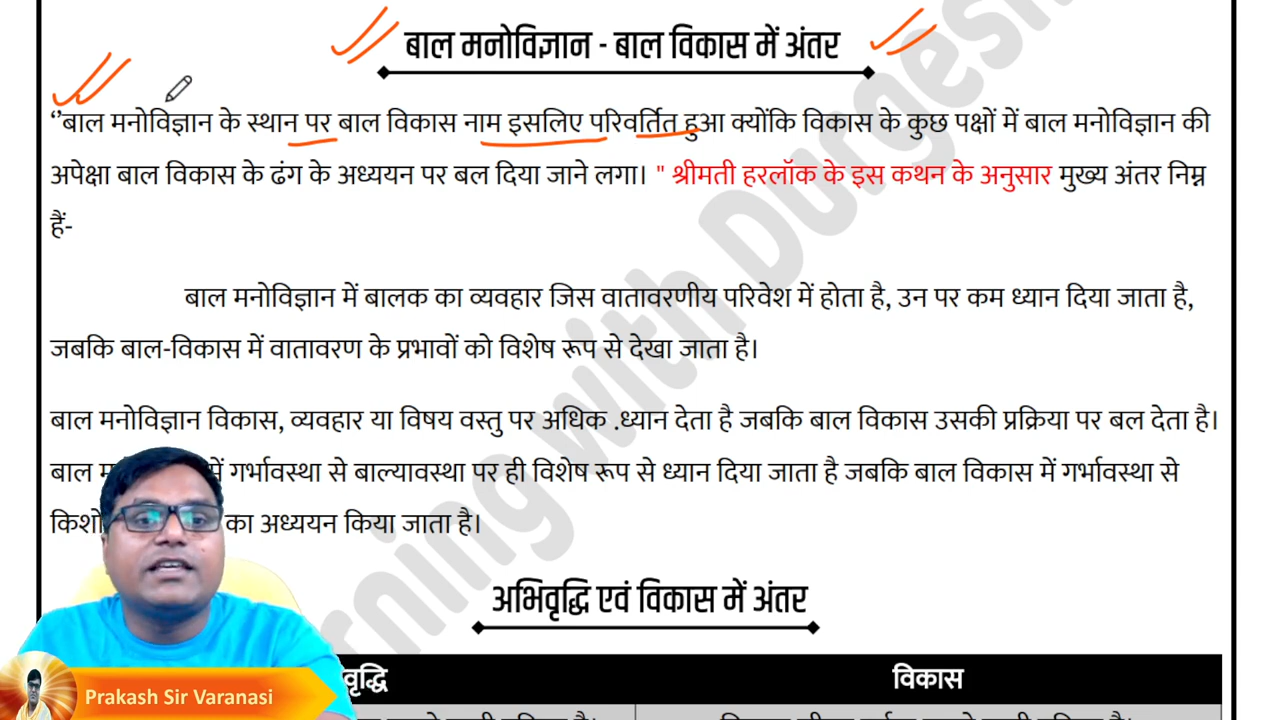 बाल मनोविज्ञान - बाल विकास में अंतर
‘’बाल मनोविज्ञान के स्थान पर बाल विकास नाम इसलिए परिवर्तित हुआ क्योंकि विकास के कुछ पक्षों में बाल मनोविज्ञान की
अपेक्षा बाल विकास के ढंग के अध्ययन पर बल दिया जाने लगा। " श्रीमती हरलॉक के इस कथन के अनुसार मुख्य अंतर निम्न
हैं-
बाल मनोविज्ञान में बालक का व्यवहार जिस वातावरणीय परिवेश में होता है, उन पर कम ध्यान दिया जाता है,
जबकि बाल-विकास में वातावरण के प्रभावों को विशेष रूप से देखा जाता है।
बाल मनोविज्ञान विकास, व्यवहार या विषय वस्तु पर अधिक .ध्यान देता है जबकि बाल विकास उसकी प्रक्रिया पर बल देता है।
बाल में गर्भावस्था से बाल्यावस्था पर ही विशेष रूप से ध्यान दिया जाता है जबकि बाल विकास में गर्भावस्था से
का अध्ययन किया जाता है।
अभिवृद्धि एवं विकास में अंतर
विकास
Prakash Sir Varanasi